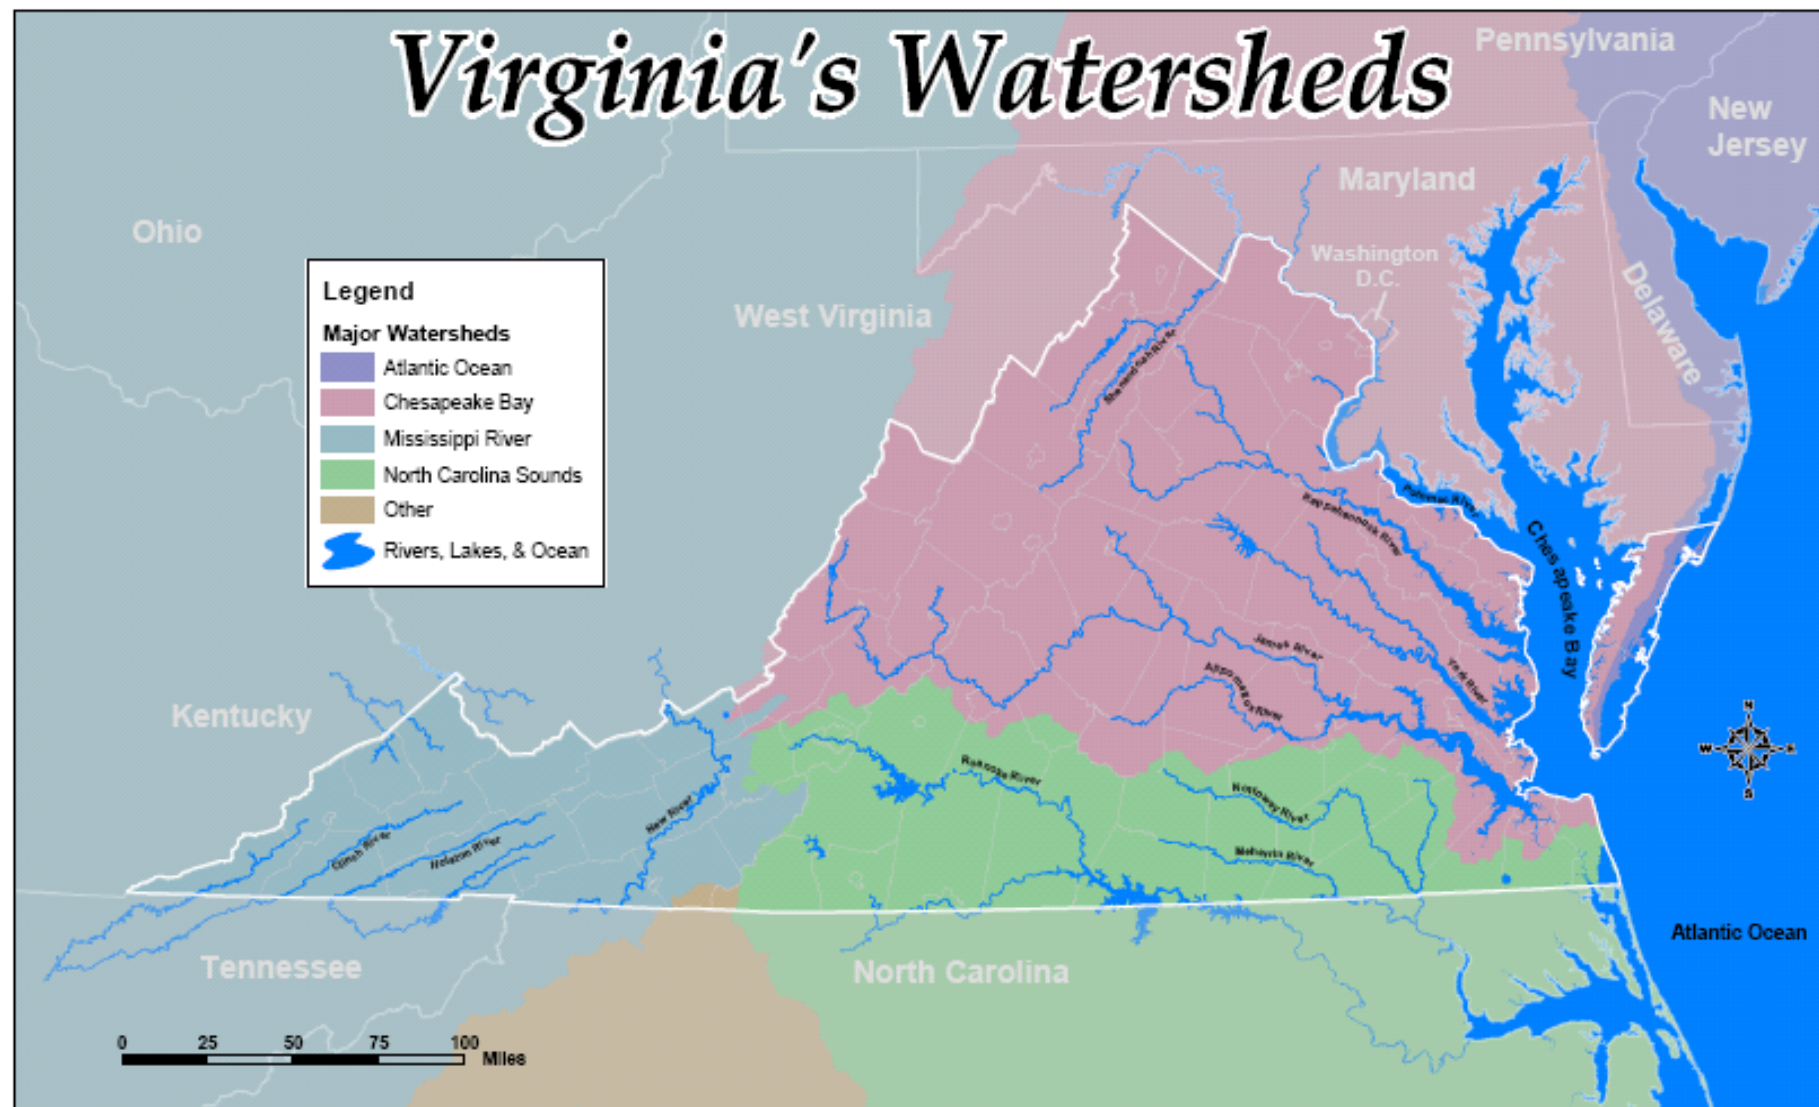 Virginia's Watersheds
Pennsylvania
New
Jersey
Maryland
Ohio
Washington
D.C.
Delaware
West Virginia
Legend
Major Watersheds
Atlantic Ocean
Chesapeake Bay
Mississippi River
North Carolina Sounds
Other
Rivers, Lakes, & Ocean
Shenandoah River
Potomac River
Rappahannock River
Chesapeake Bay
James River
York River
Appomattox River
Kentucky
N
W
E
S
Roanoke River
Nottoway River
New River
Clinch River
Holston River
Meherrin River
Atlantic Ocean
Tennessee
North Carolina
0 25 50 75 100
Miles